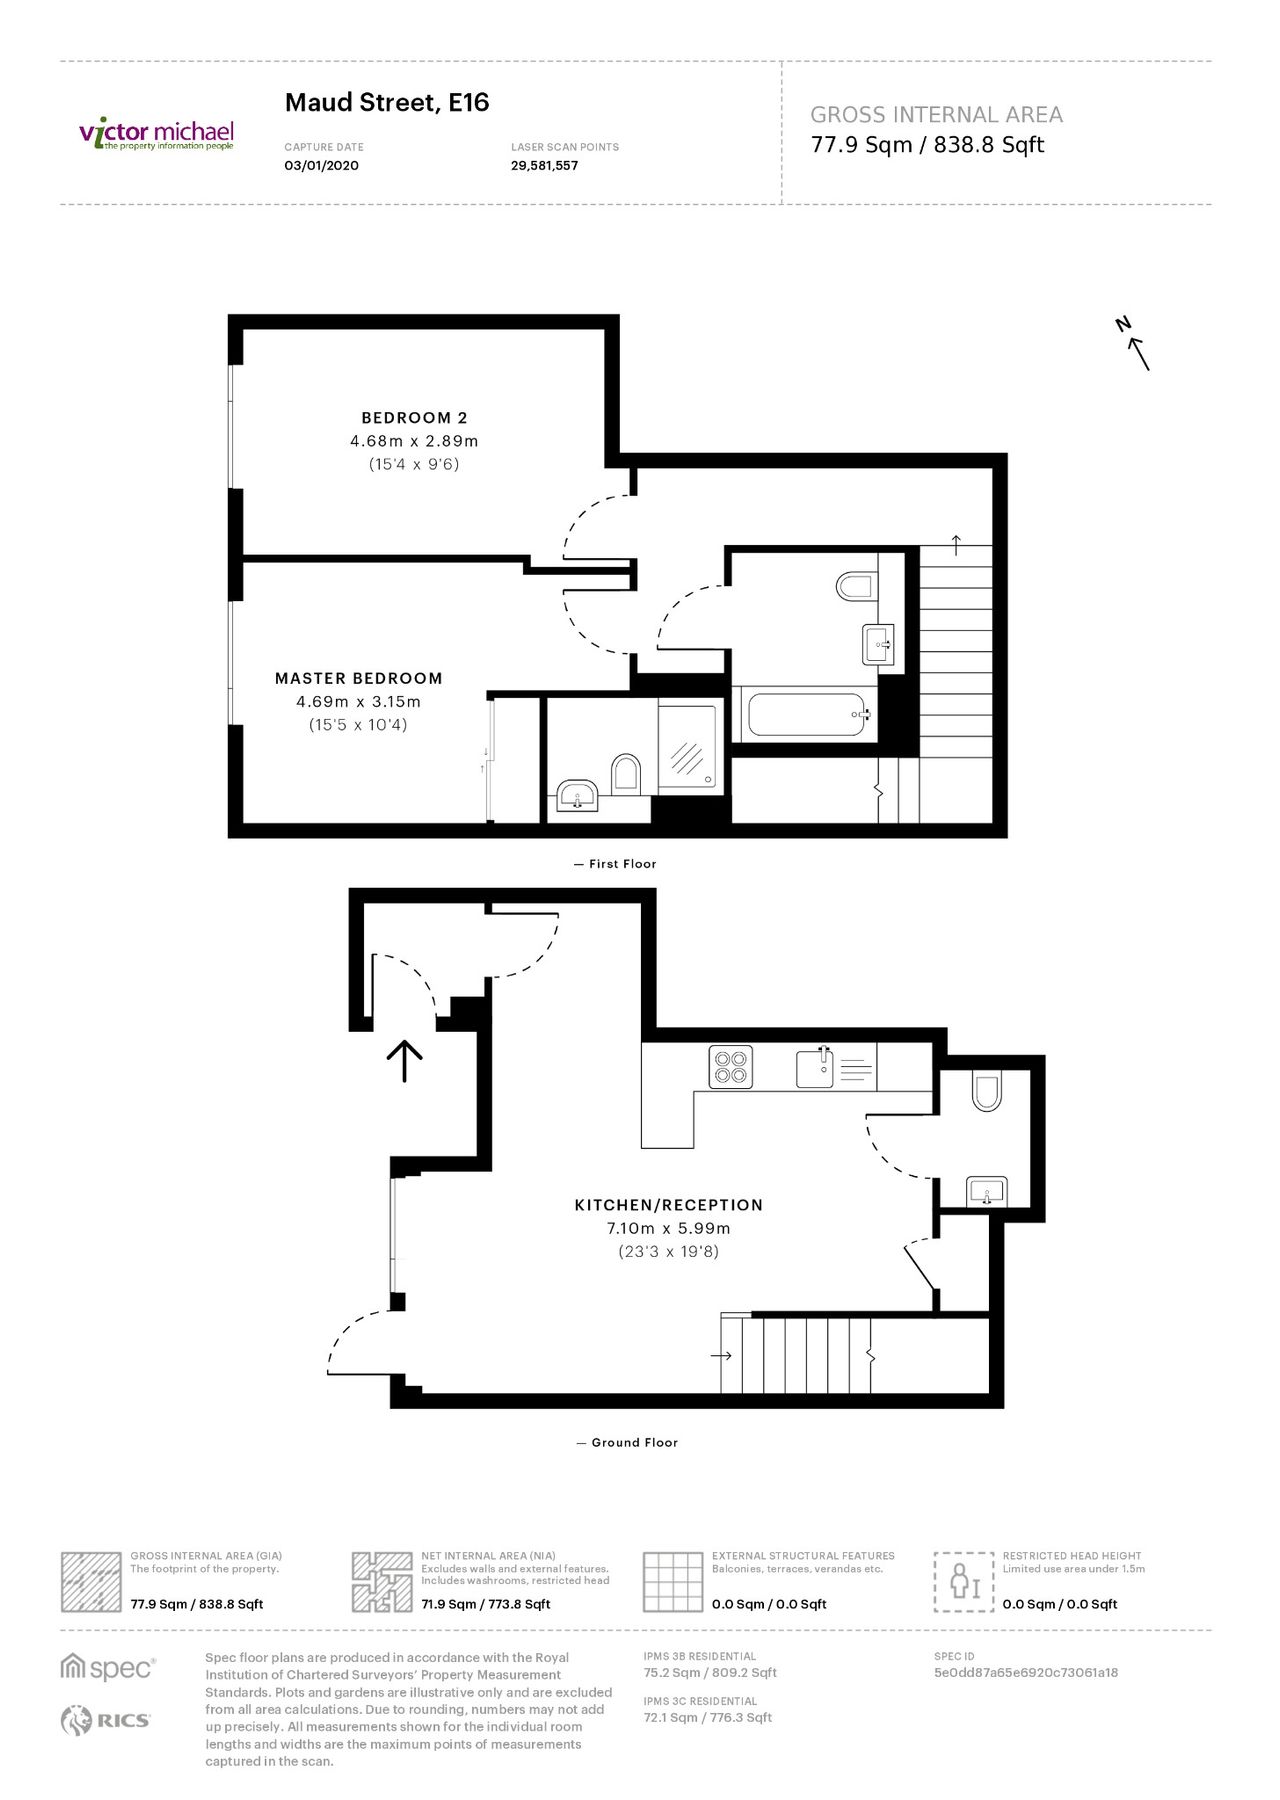 victor michael
the property information people
Maud Street, E16
CAPTURE DATE
03/01/2020
LASER SCAN POINTS
29,581,557
GROSS INTERNAL AREA
77.9 Sqm / 838.8 Sqft
N
BEDROOM 2
4.68m x 2.89m
(15'4 x 9'6)
MASTER BEDROOM
4.69m x 3.15m
(15'5 x 10'4)
— First Floor
KITCHEN/RECEPTION
7.10m x 5.99m
(23'3 x 19'8)
— Ground Floor
GROSS INTERNAL AREA (GIA)
The footprint of the property.
77.9 Sqm / 838.8 Sqft
NET INTERNAL AREA (NIA)
Excludes walls and external features.
Includes washrooms, restricted head
71.9 Sqm / 773.8 Sqft
EXTERNAL STRUCTURAL FEATURES
Balconies, terraces, verandas etc.
0.0 Sqm / 0.0 Sqft
RESTRICTED HEAD HEIGHT
Limited use area under 1.5m
0.0 Sqm / 0.0 Sqft
spec®
RICS
Spec floor plans are produced in accordance with the Royal
Institution of Chartered Surveyors' Property Measurement
Standards. Plots and gardens are illustrative only and are excluded
from all area calculations. Due to rounding, numbers may not add
up precisely. All measurements shown for the individual room
lengths and widths are the maximum points of measurements
captured in the scan.
IPMS 3B RESIDENTIAL
75.2 Sqm / 809.2 Sqft
IPMS 3C RESIDENTIAL
72.1 Sqm / 776.3 Sqft
SPEC ID
5e0dd87a65e6920c73061a18